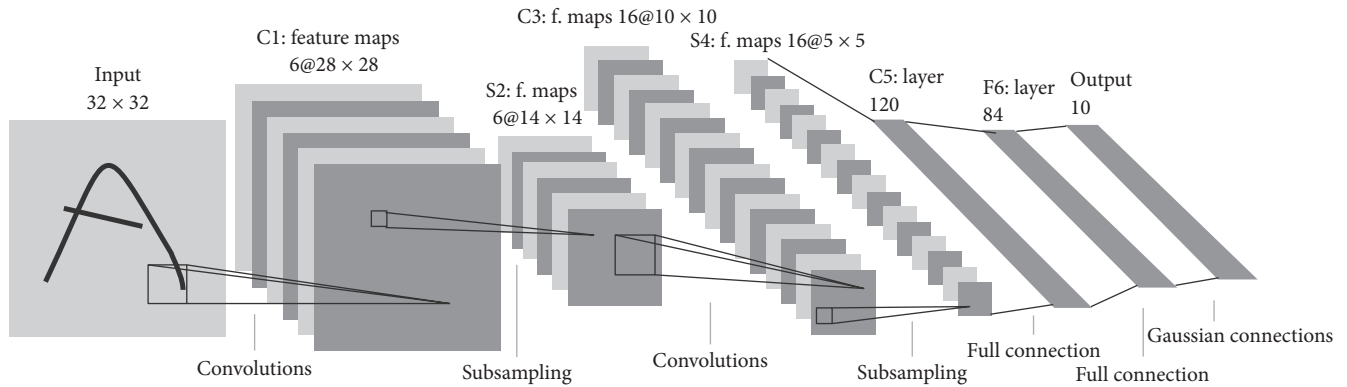 Input
32 × 32
C1: feature maps
6@28 × 28
S2: f. maps
6@14 × 14
C3: f. maps 16@10 × 10
S4: f. maps 16@5 × 5
C5: layer
120
F6: layer
84
Output
10
Convolutions
Subsampling
Convolutions
Subsampling
Full connection
Full connection
Gaussian connections